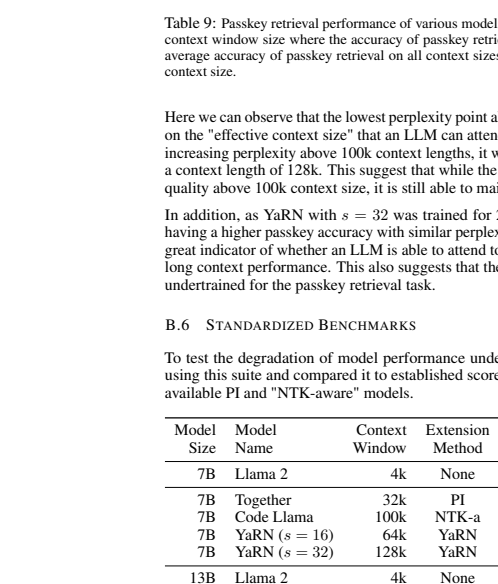 Table 9: Passkey retrieval performance of various model
context window size where the accuracy of passkey retri
average accuracy of passkey retrieval on all context sizes
context size.
Here we can observe that the lowest perplexity point a
on the "effective context size" that an LLM can atten
increasing perplexity above 100k context lengths, it w
a context length of 128k. This suggest that while the
quality above 100k context size, it is still able to mai
In addition, as YaRN with s = 32 was trained for 2
having a higher passkey accuracy with similar perplex
great indicator of whether an LLM is able to attend to
long context performance. This also suggests that the
undertrained for the passkey retrieval task.
B.6 STANDARDIZED BENCHMARKS
To test the degradation of model performance unde
using this suite and compared it to established score
available PI and "NTK-aware" models.
Model Model Context Extension
Size Name Window Method
7B Llama 2 4k None
7B Together 32k PI
7B Code Llama 100k NTK-a
7B YaRN (s = 16) 64k YaRN
7B YaRN (s = 32) 128k YaRN
13B Llama 2 4k None